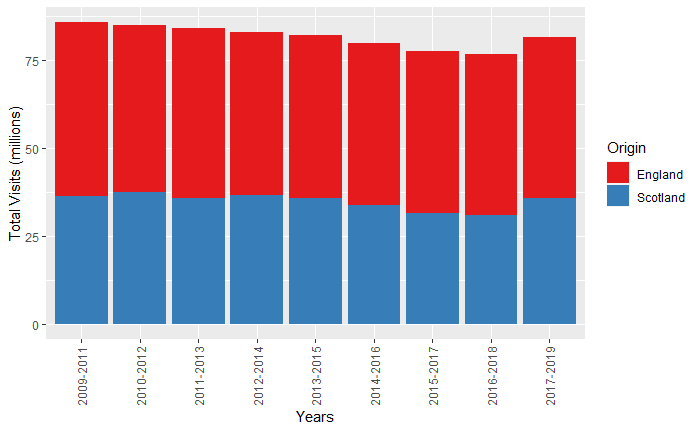 75
50
25
0
Total Visits (millions)
2009-2011
2010-2012
2011-2013
2012-2014
2013-2015
2014-2016
2015-2017
2016-2018
2017-2019
Years
Origin
England
Scotland